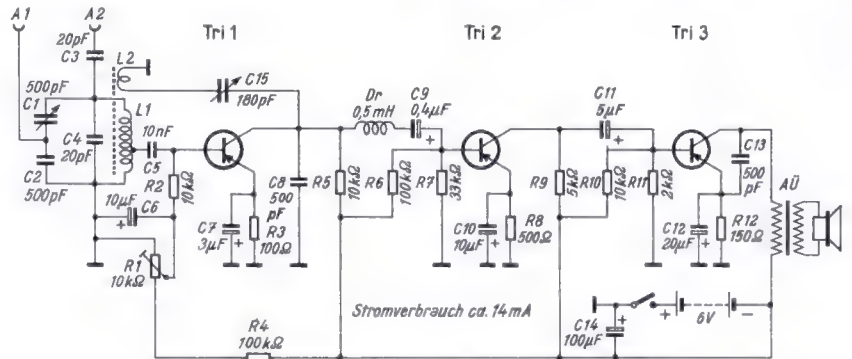 A1
A2
Tri 1
Tri 2
Tri 3
20pF
C3
L2
C15
180pF
500pF
C1
L1
C4
20pF
10nF
C5
C2
500pF
R2
10kΩ
10µF
C6
+
R1
10kΩ
C7
3µF
+
R3
100Ω
C8
500
pF
R4
100kΩ
Dr
0,5mH
C9
0,4µF
+
R5
10kΩ
R6
100kΩ
R7
33kΩ
C10
10µF
+
R8
500Ω
C11
5µF
+
R9
5kΩ
R10
10kΩ
R11
2kΩ
C12
20µF
+
R12
150Ω
C13
500
pF
AÜ
Stromverbrauch ca. 14mA
C14
100µF
+
+
6V
−